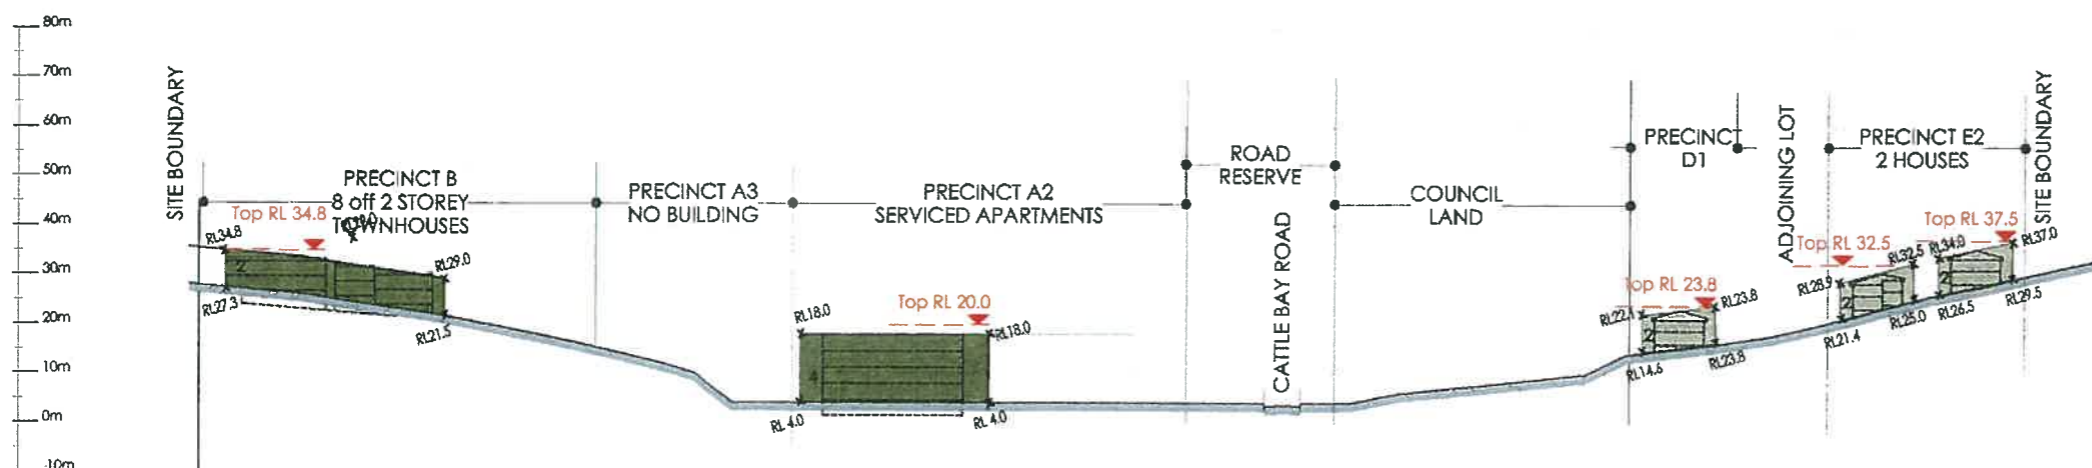 80m
70m
60m
50m
40m
30m
20m
10m
0m
-10m
SITE BOUNDARY
PRECINCT B
8 off 2 STOREY
TOWNHOUSES
Top RL 34.8
RL34.8
2
RL29.0
RL27.3
RL21.5
PRECINCT A3
NO BUILDING
PRECINCT A2
SERVICED APARTMENTS
Top RL 20.0
RL18.0
RL18.0
4
RL 4.0
RL 4.0
ROAD
RESERVE
CATTLE BAY ROAD
COUNCIL
LAND
PRECINCT
D1
Top RL 23.8
RL22.1
RL23.8
2
RL14.6
RL23.8
ADJOINING LOT
PRECINCT E2
2 HOUSES
Top RL 32.5
RL28.9
RL32.5
2
RL21.4
RL25.0
Top RL 37.5
RL34.0
RL37.0
2
RL26.5
RL29.5
SITE BOUNDARY